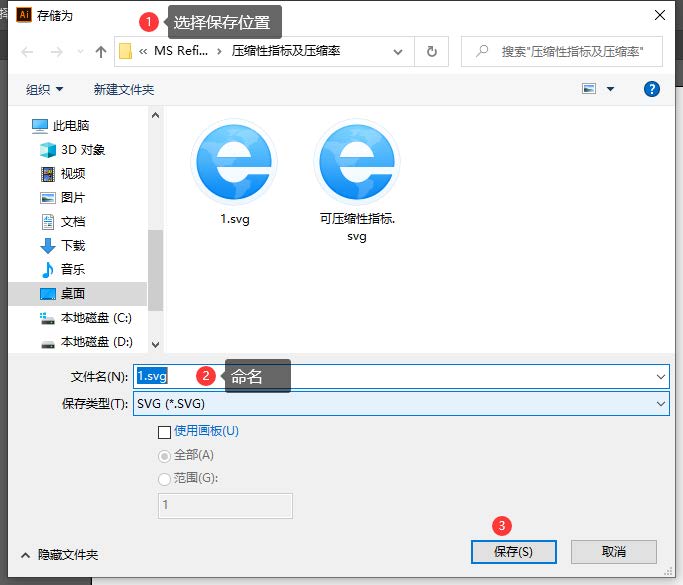 Ai 存储为
1 选择保存位置
« MS Refi... › 压缩性指标及压缩率
搜索"压缩性指标及压缩率"
组织 新建文件夹
?
此电脑
3D 对象
视频
图片
文档
下载
音乐
桌面
本地磁盘 (C:)
本地磁盘 (D:)
1.svg
可压缩性指标.
svg
文件名(N): 1.svg
2 命名
保存类型(T): SVG (*.SVG)
使用画板(U)
全部(A)
范围(G):
1
3
隐藏文件夹
保存(S)
取消